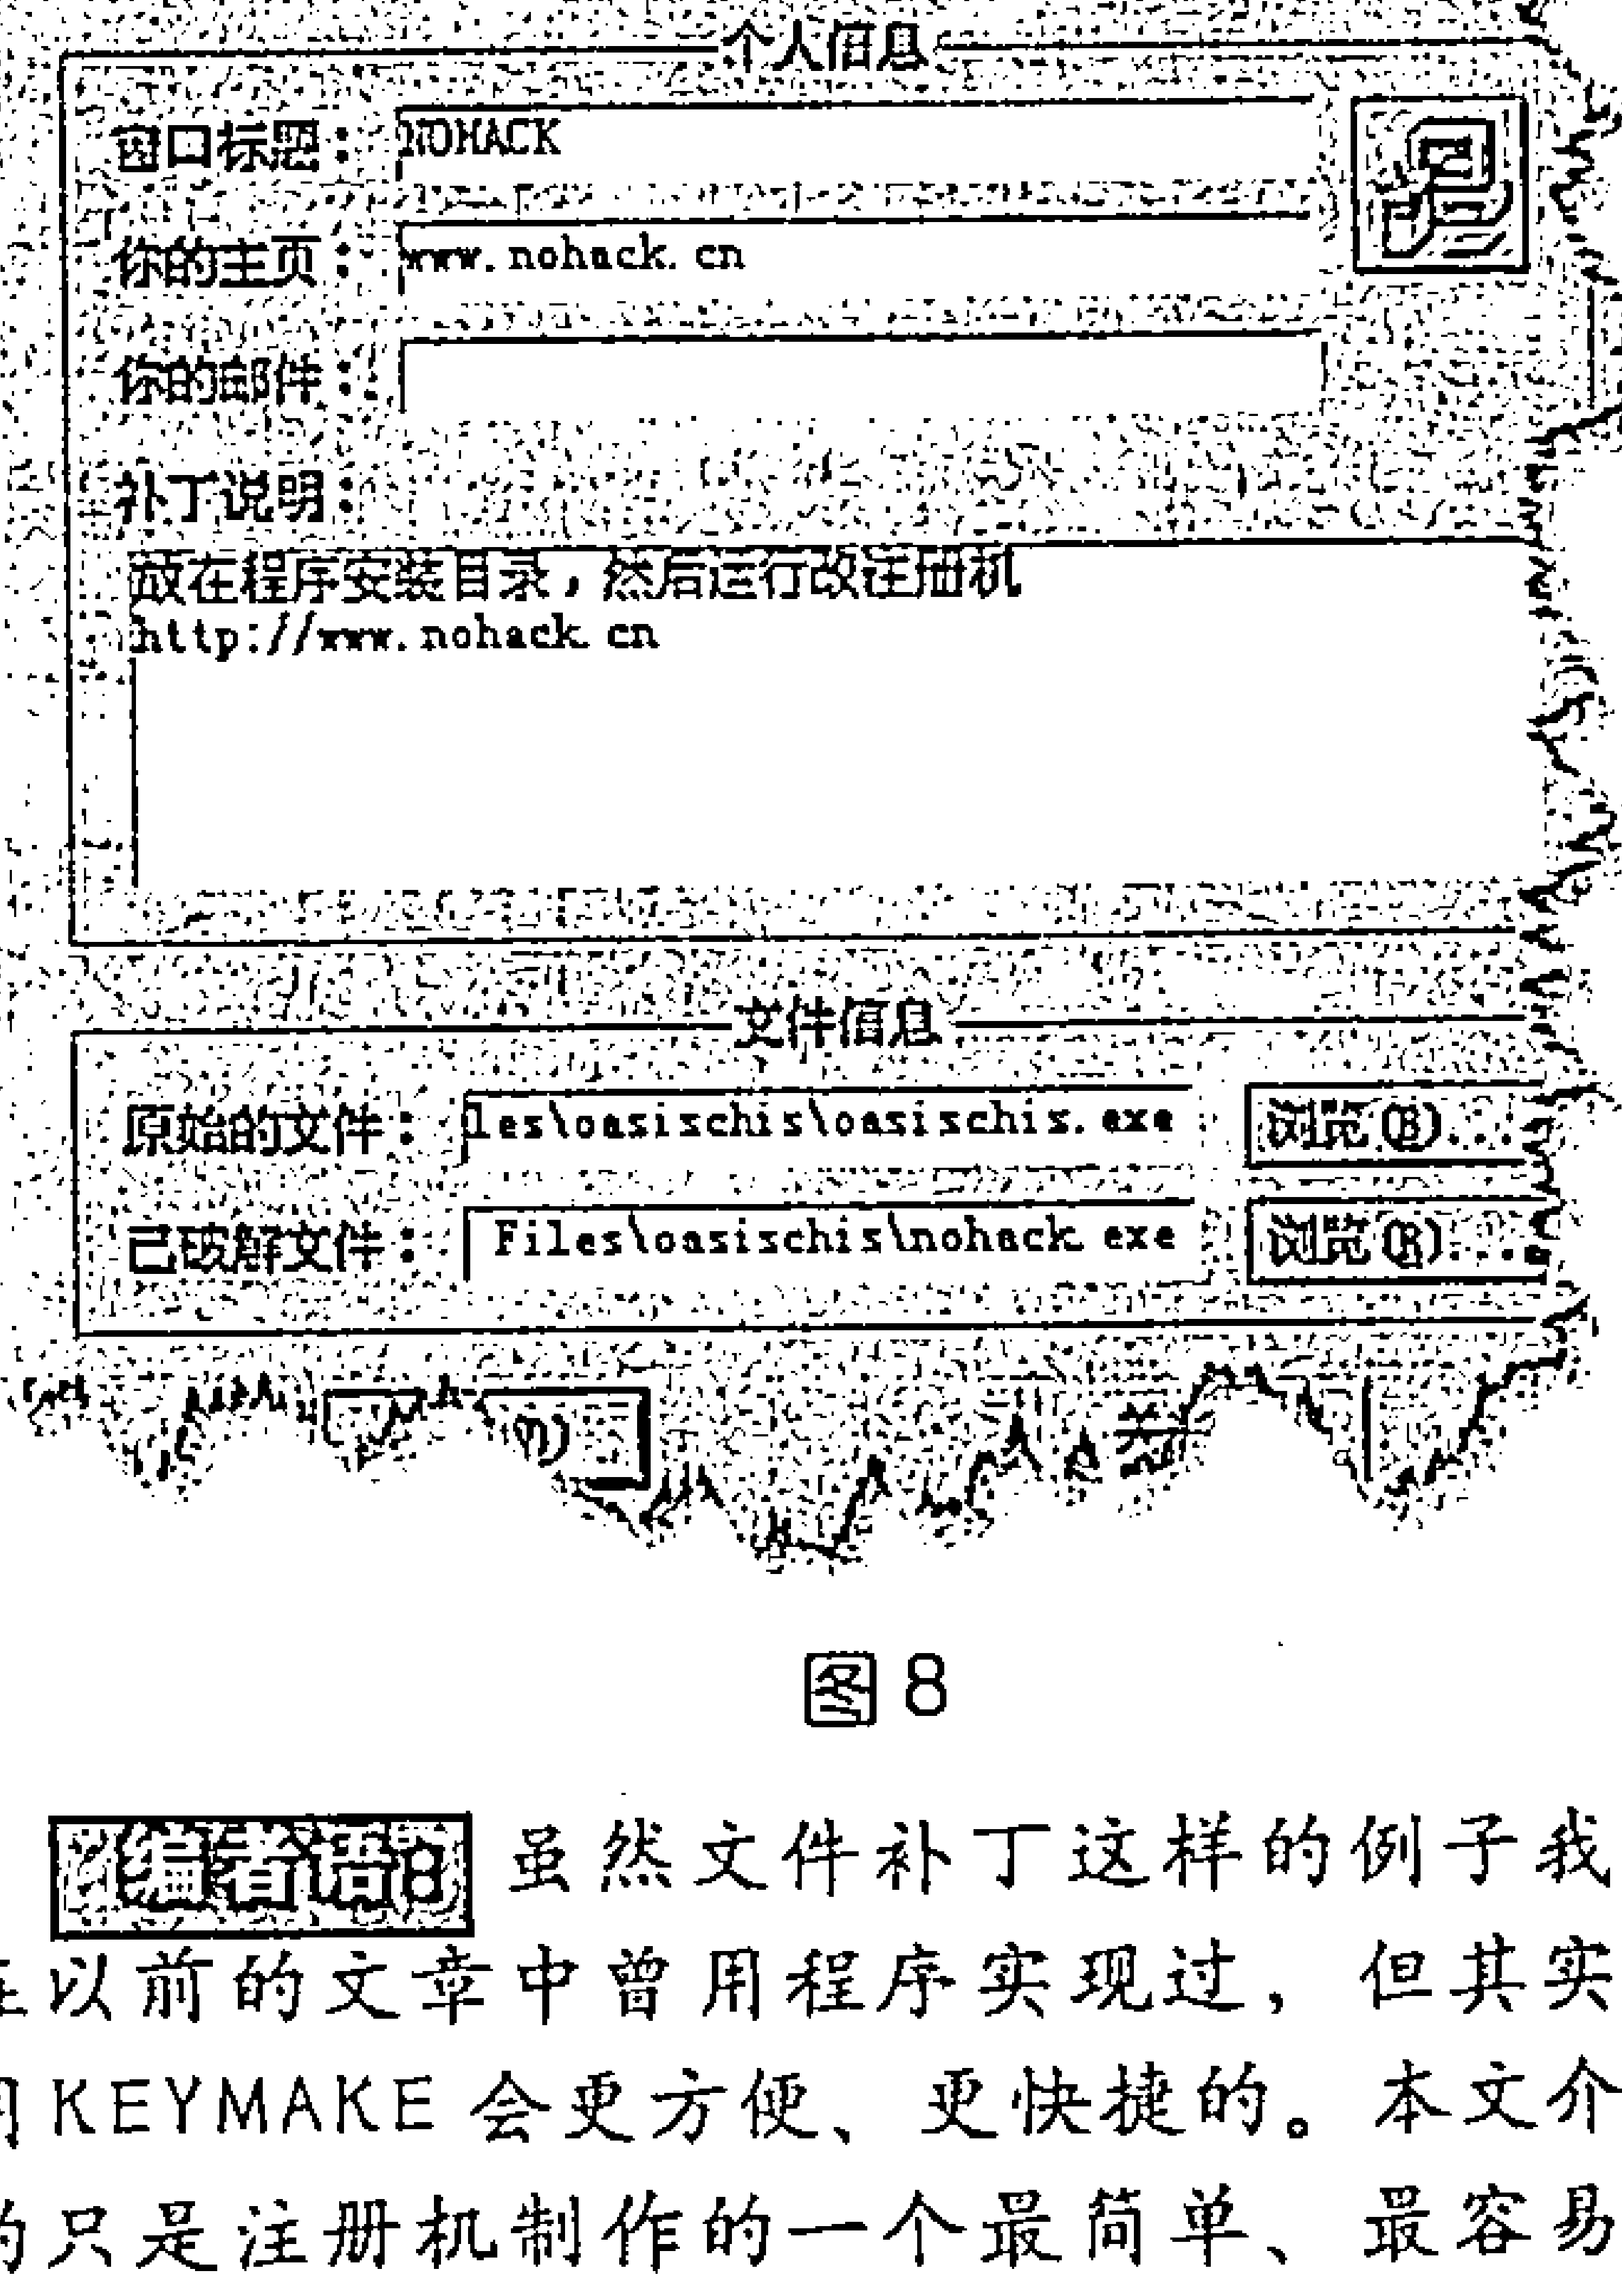 个人信息
窗口标题： NOHACK
你的主页： www.nohack.cn
你的邮件：
补丁说明：
放在程序安装目录，然后运行改注册机
http://www.nohack.cn
文件信息
原始的文件： les\oasischis\oasischis.exe 浏览(B)...
已破解文件： Files\oasischis\nohack.exe 浏览(R)...
图8
编者语 虽然文件补丁这样的例子我
在以前的文章中曾用程序实现过，但其实
用KEYMAKE会更方便、更快捷的。本文介
的只是注册机制作的一个最简单、最容易